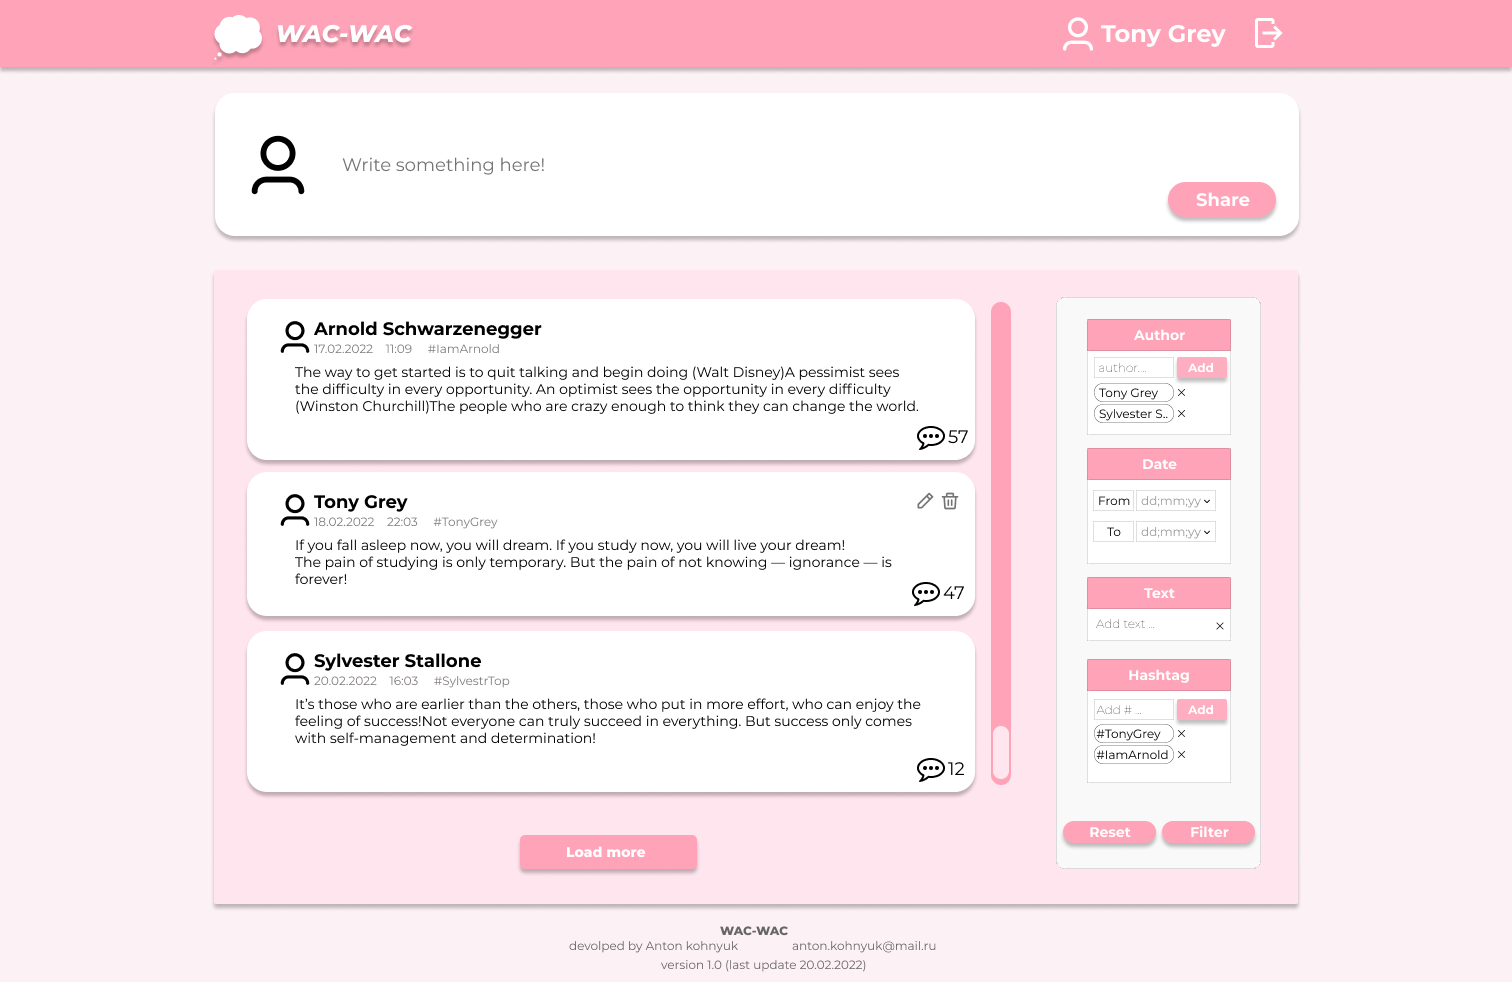 WAC-WAC
Tony Grey
Write something here!
Share
Arnold Schwarzenegger
17.02.2022 11:09 #IamArnold
The way to get started is to quit talking and begin doing (Walt Disney)A pessimist sees
the difficulty in every opportunity. An optimist sees the opportunity in every difficulty
(Winston Churchill)The people who are crazy enough to think they can change the world.
57
Tony Grey
18.02.2022 22:03 #TonyGrey
If you fall asleep now, you will dream. If you study now, you will live your dream!
The pain of studying is only temporary. But the pain of not knowing — ignorance — is
forever!
47
Sylvester Stallone
20.02.2022 16:03 #SylvestrTop
It’s those who are earlier than the others, those who put in more effort, who can enjoy the
feeling of success!Not everyone can truly succeed in everything. But success only comes
with self-management and determination!
12
Load more
Author
author...
Add
Tony Grey ×
Sylvester S.. ×
Date
From dd;mm;yy
To dd;mm;yy
Text
Add text ... ×
Hashtag
Add # ...
Add
#TonyGrey ×
#IamArnold ×
Reset
Filter
WAC-WAC
devolped by Anton kohnyuk anton.kohnyuk@mail.ru
version 1.0 (last update 20.02.2022)